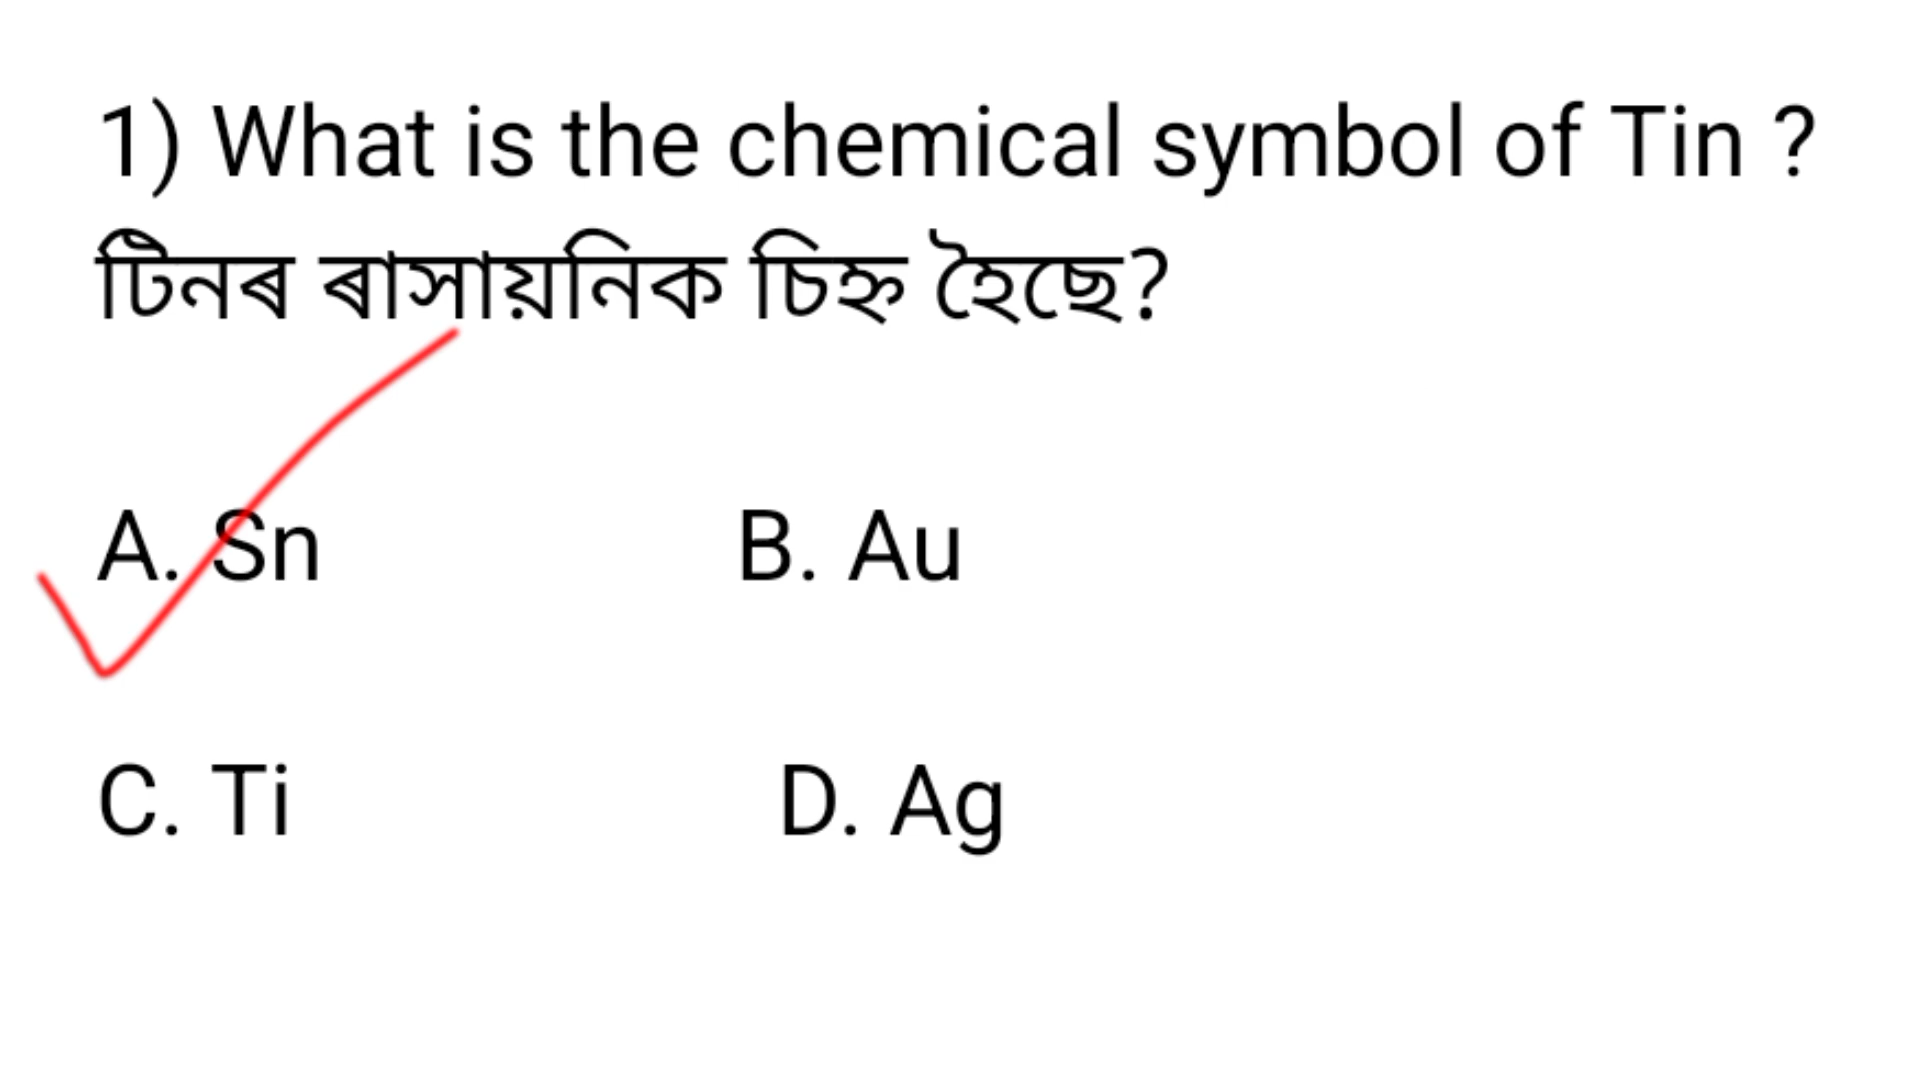 1) What is the chemical symbol of Tin ?
টিনৰ ৰাসায়নিক চিহ্ন হৈছে?
A. Sn B. Au
C. Ti D. Ag